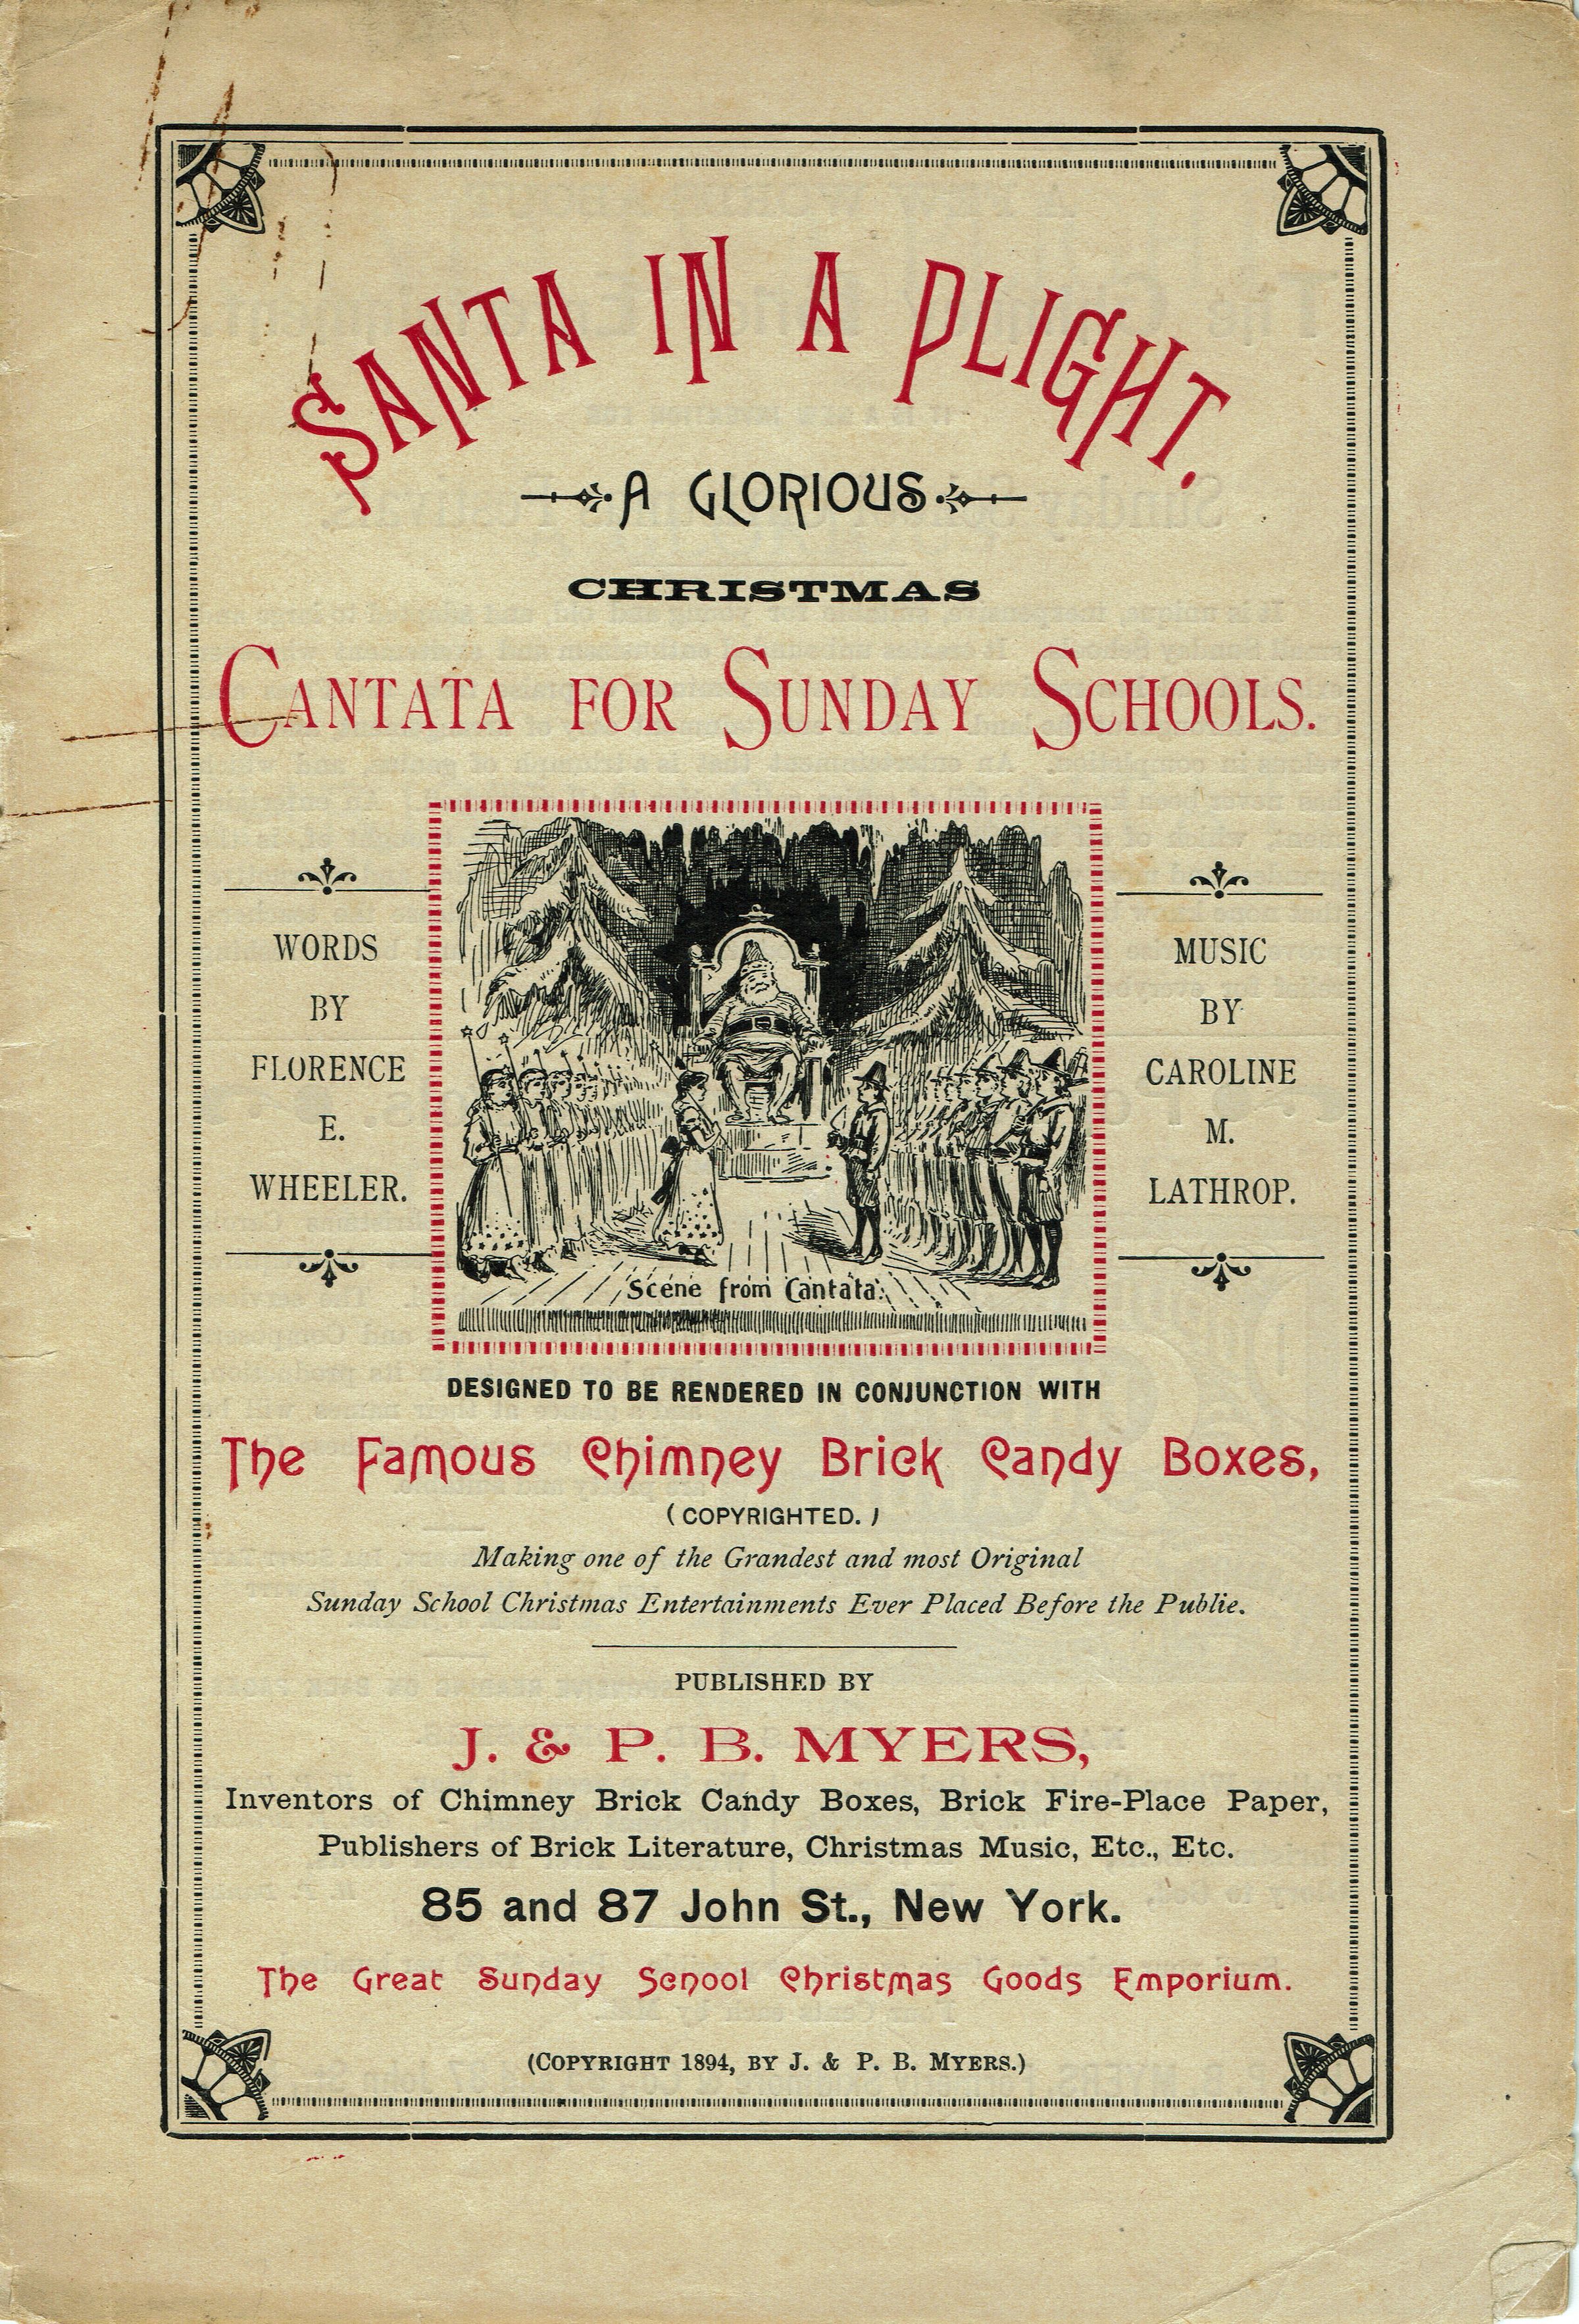 SANTA IN A PLIGHT.
A GLORIOUS
CHRISTMAS
CANTATA FOR SUNDAY SCHOOLS.
WORDS
BY
FLORENCE
E.
WHEELER.
MUSIC
BY
CAROLINE
M.
LATHROP.
Scene from Cantata.
DESIGNED TO BE RENDERED IN CONJUNCTION WITH
The Famous Chimney Brick Candy Boxes,
(COPYRIGHTED.)
Making one of the Grandest and most Original
Sunday School Christmas Entertainments Ever Placed Before the Publie.
PUBLISHED BY
J. & P. B. MYERS,
Inventors of Chimney Brick Candy Boxes, Brick Fire-Place Paper,
Publishers of Brick Literature, Christmas Music, Etc., Etc.
85 and 87 John St., New York.
The Great Sunday School Christmas Goods Emporium.
(COPYRIGHT 1894, BY J. & P. B. MYERS.)